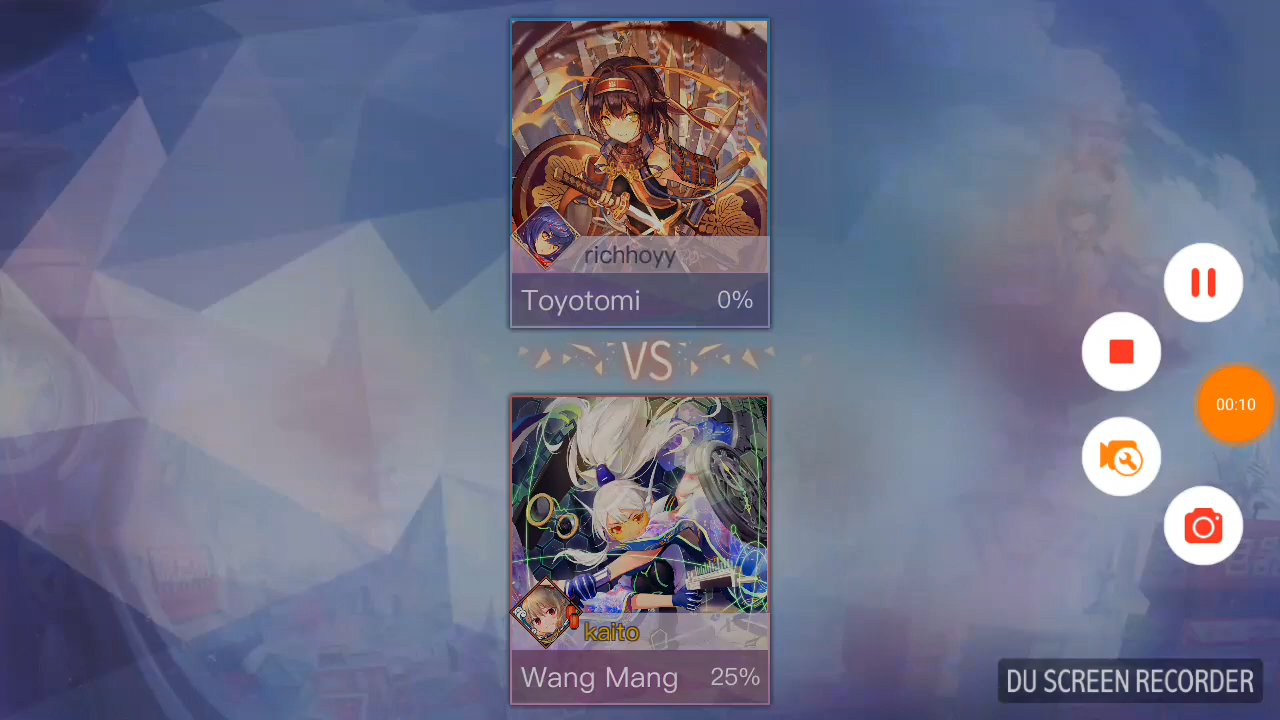 richhoyy
Toyotomi 0%
VS
kaito
Wang Mang 25%
00:10
DU SCREEN RECORDER